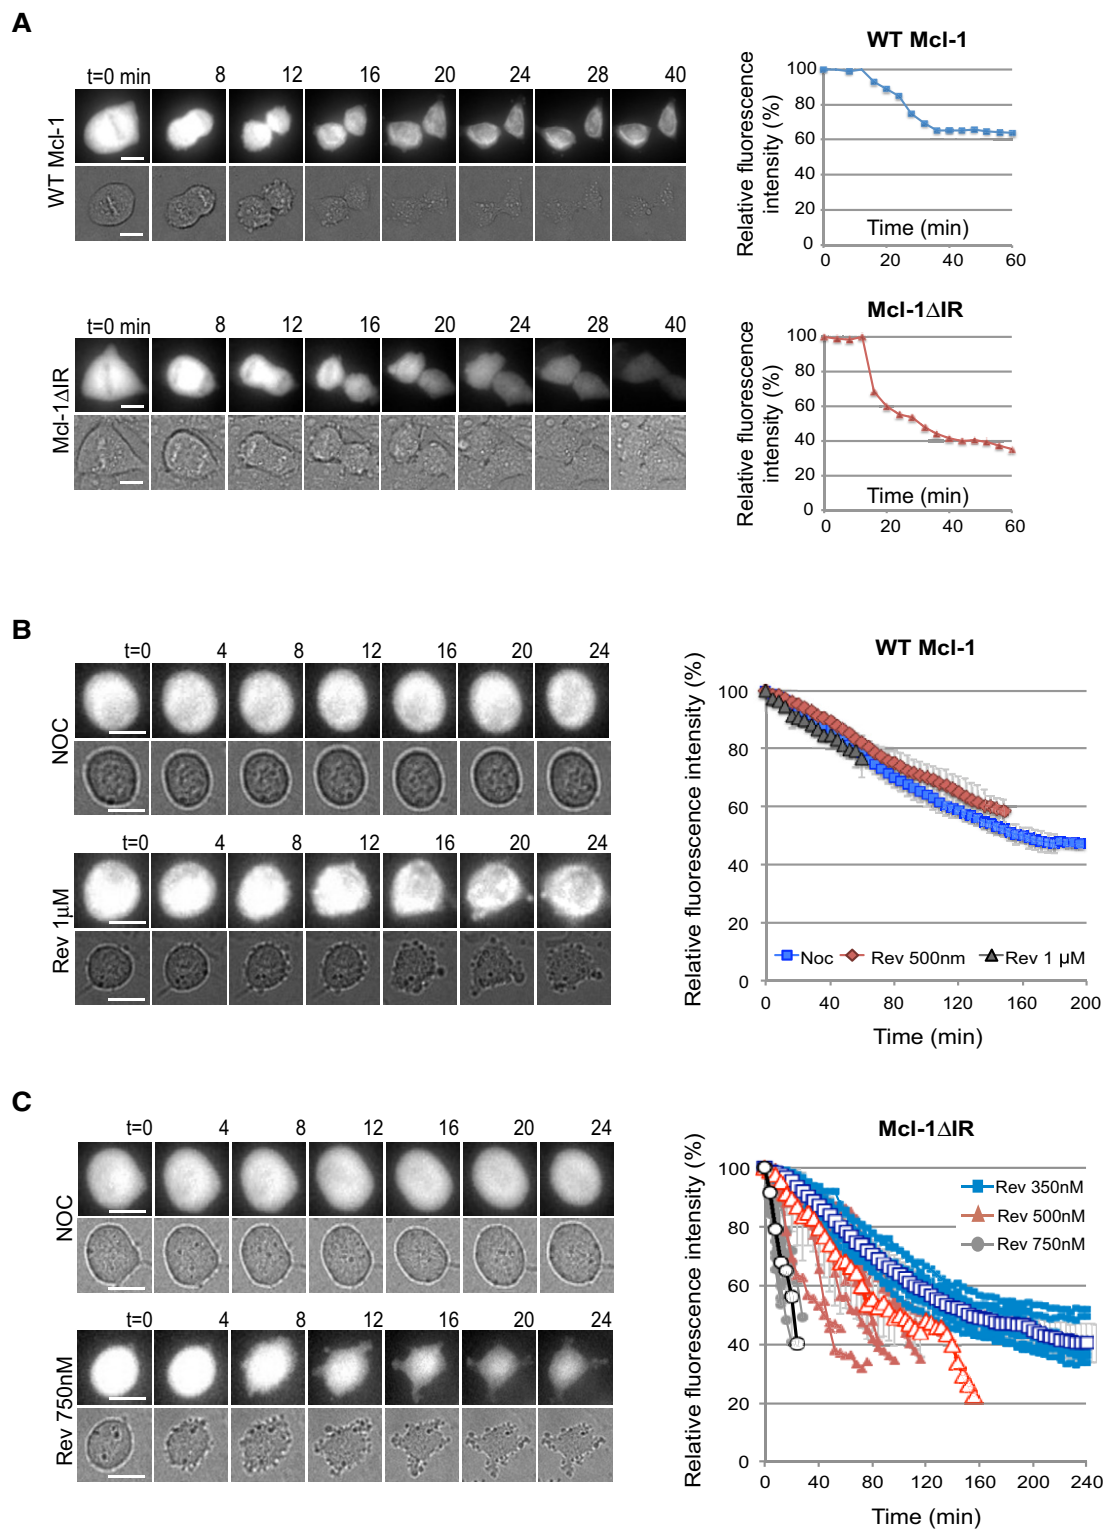 A
WT Mcl-1
t=0 min 8 12 16 20 24 28 40
WT Mcl-1
Relative fluorescence
intensity (%)
100
80
60
40
20
0
Time (min)
0 20 40 60
Mcl-1ΔIR
t=0 min 8 12 16 20 24 28 40
Mcl-1ΔIR
Relative fluorescence
intensity (%)
100
80
60
40
20
0
Time (min)
0 20 40 60
B
t=0 4 8 12 16 20 24
NOC
t=0 4 8 12 16 20 24
Rev 1µM
WT Mcl-1
Relative fluorescence intensity (%)
100
80
60
40
20
0
Noc Rev 500nm Rev 1 µM
0 40 80 120 160 200
Time (min)
C
t=0 4 8 12 16 20 24
NOC
t=0 4 8 12 16 20 24
Rev 750nM
Mcl-1ΔIR
Relative fluorescence intensity (%)
100
80
60
40
20
0
Rev 350nM
Rev 500nM
Rev 750nM
0 40 80 120 160 200 240
Time (min)